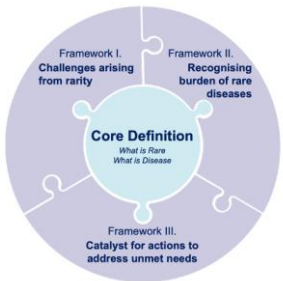 Framework I.
Challenges arising
from rarity
Framework II.
Recognising
burden of rare
diseases
Core Definition
What is Rare
What is Disease
Framework III.
Catalyst for actions to
address unmet needs